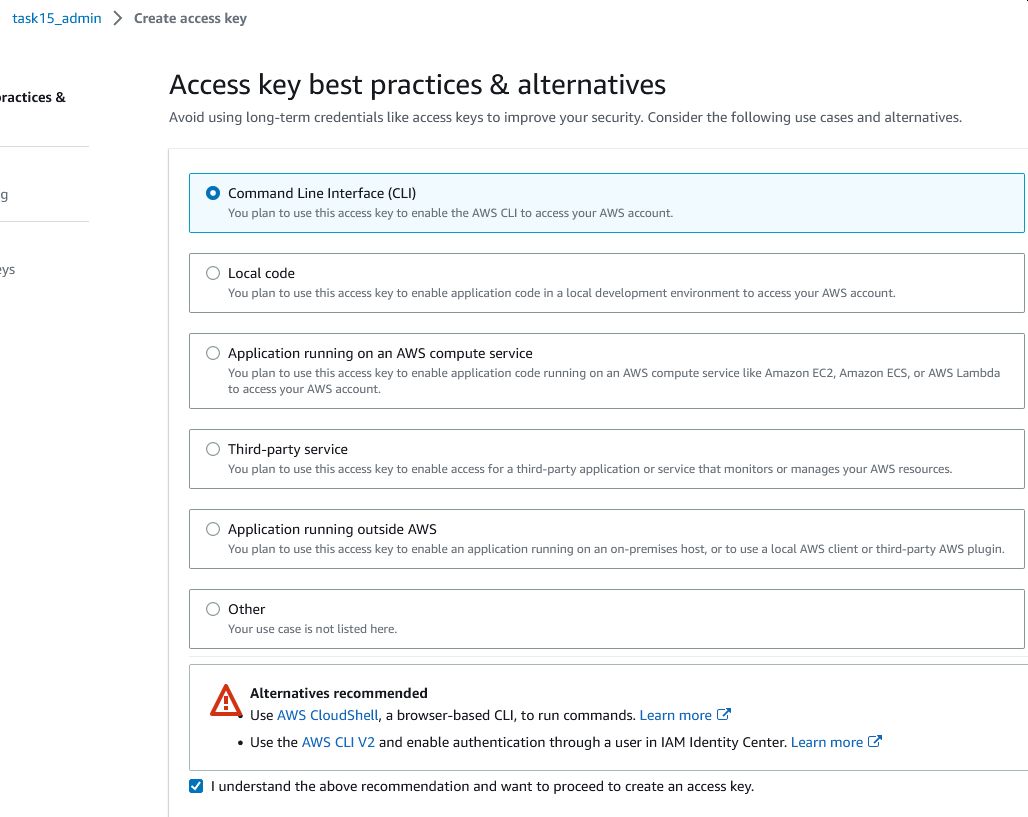 task15_admin > Create access key
Access key best practices & alternatives
ractices &
Avoid using long-term credentials like access keys to improve your security. Consider the following use cases and alternatives.
Command Line Interface (CLI)
You plan to use this access key to enable the AWS CLI to access your AWS account.
g
eys
Local code
You plan to use this access key to enable application code in a local development environment to access your AWS account.
Application running on an AWS compute service
You plan to use this access key to enable application code running on an AWS compute service like Amazon EC2, Amazon ECS, or AWS Lambda
to access your AWS account.
Third-party service
You plan to use this access key to enable access for a third-party application or service that monitors or manages your AWS resources.
Application running outside AWS
You plan to use this access key to enable an application running on an on-premises host, or to use a local AWS client or third-party AWS plugin.
Other
Your use case is not listed here.
Alternatives recommended
• Use AWS CloudShell, a browser-based CLI, to run commands. Learn more
• Use the AWS CLI V2 and enable authentication through a user in IAM Identity Center. Learn more
I understand the above recommendation and want to proceed to create an access key.